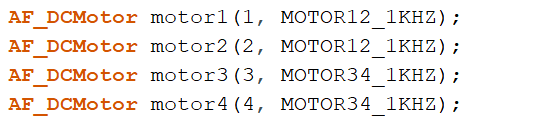 AF_DCMotor motor1(1, MOTOR12_1KHZ);
AF_DCMotor motor2(2, MOTOR12_1KHZ);
AF_DCMotor motor3(3, MOTOR34_1KHZ);
AF_DCMotor motor4(4, MOTOR34_1KHZ);